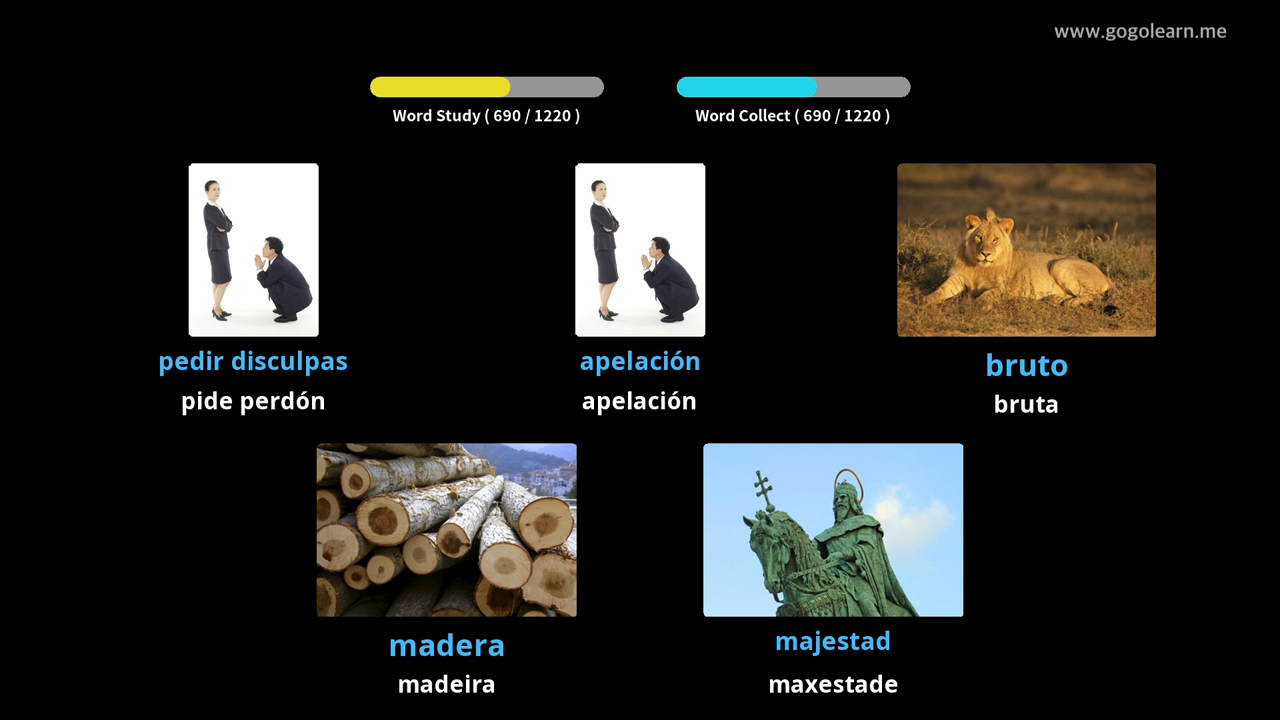 www.gogolearn.me
Word Study ( 690 / 1220 )
Word Collect ( 690 / 1220 )
pedir disculpas
pide perdón
apelación
apelación
bruto
bruta
madera
madeira
majestad
maxestade